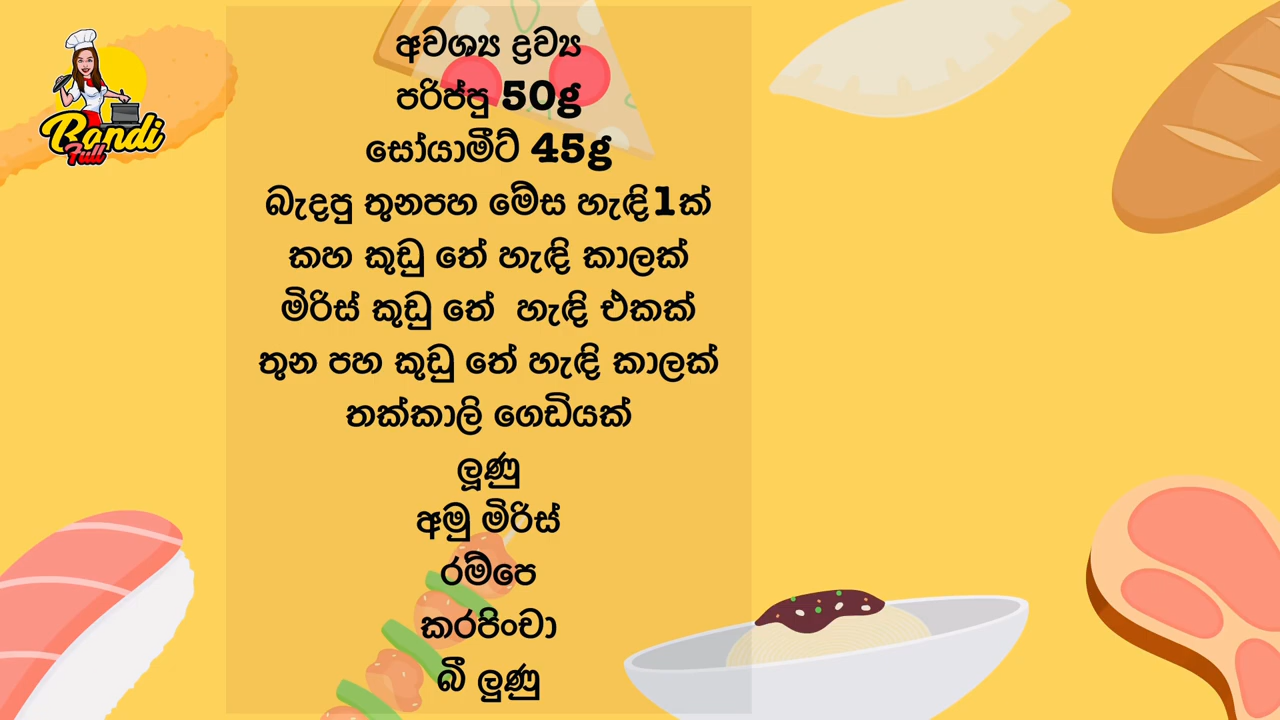 Bandi
Full
අවශ්‍ය ද්‍රව්‍ය
පරිප්පු 50g
සෝයාමීට් 45g
බැදපු තුනපහ මේස හැඳි1ක්
කහ කුඩු තේ හැඳි කාලක්
මිරිස් කුඩු තේ හැඳි එකක්
තුන පහ කුඩු තේ හැඳි කාලක්
තක්කාලි ගෙඩියක්
ලූණු
අමු මිරිස්
රම්පෙ
කරපිංචා
බී ලුණු